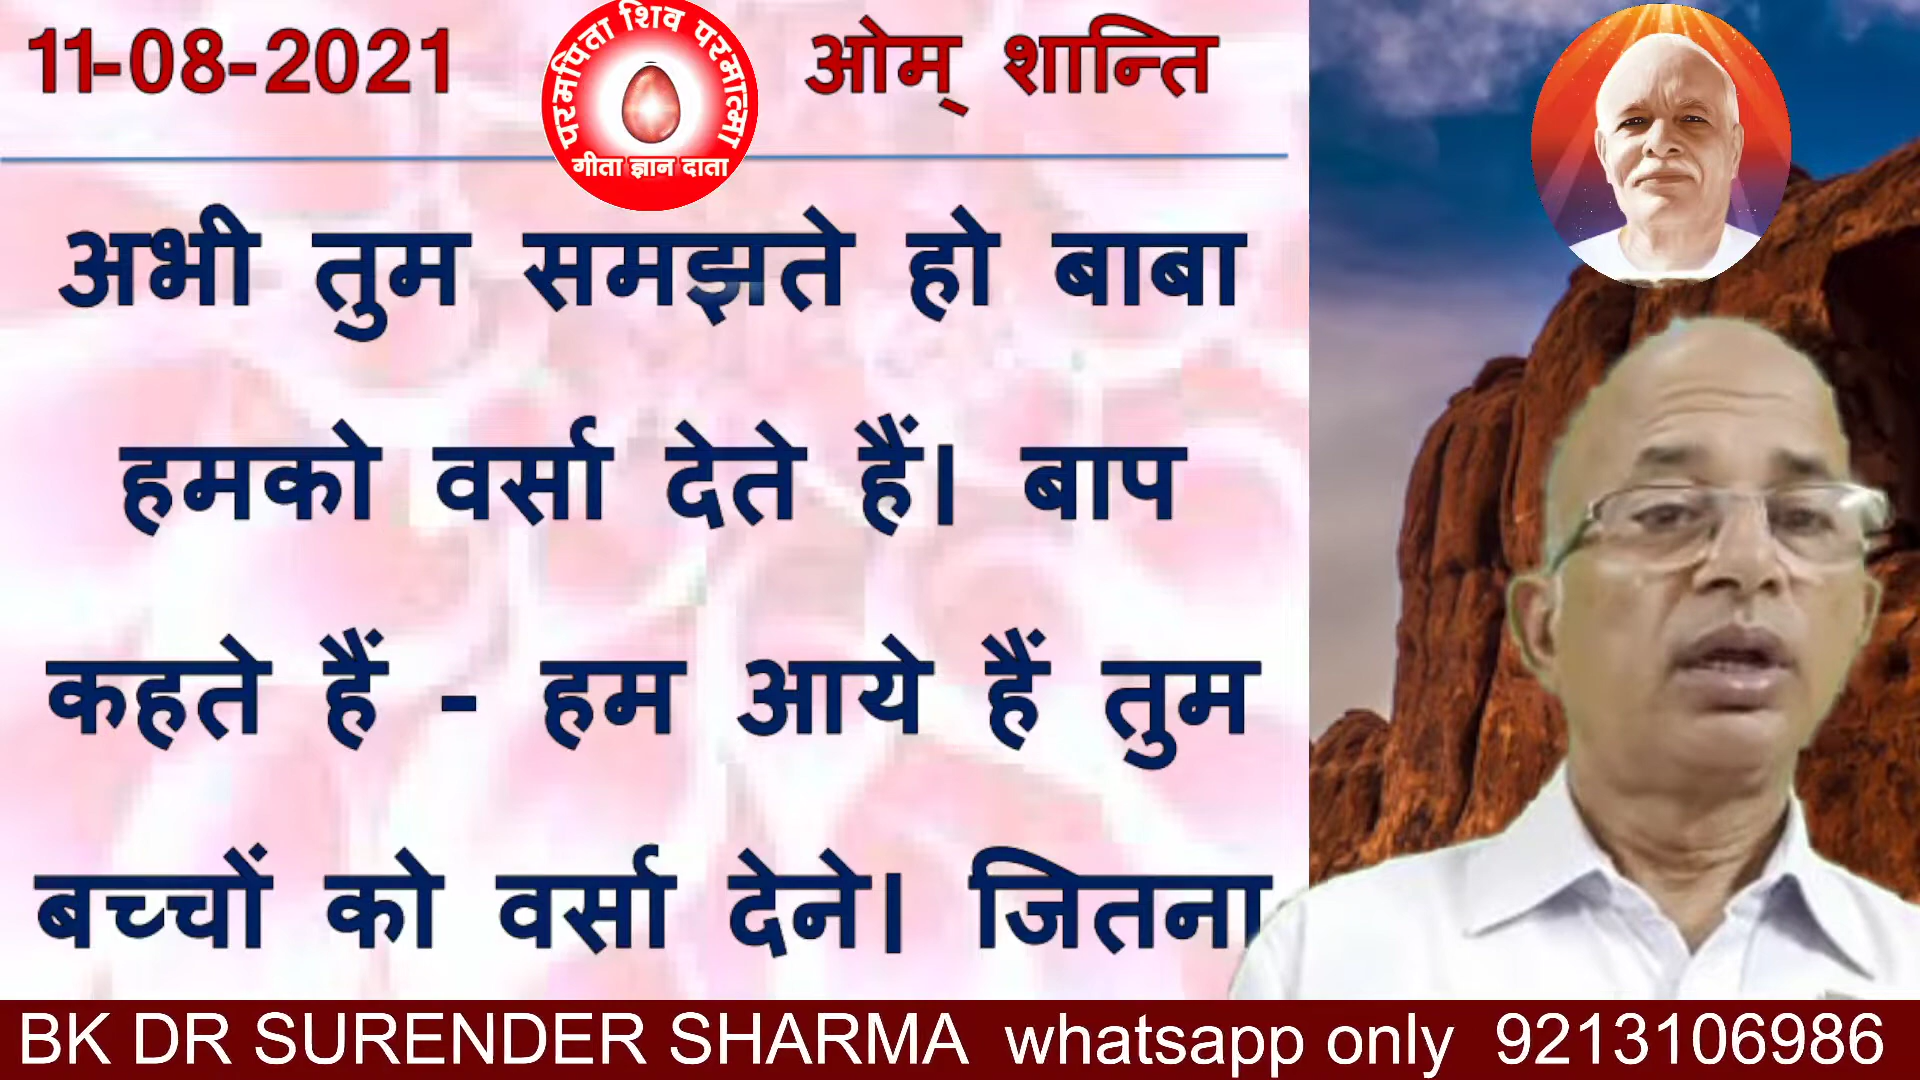 11-08-2021
परमपिता शिव परमात्मा
गीता ज्ञान दाता
ओम् शान्ति
अभी तुम समझते हो बाबा
हमको वर्सा देते हैं। बाप
कहते हैं - हम आये हैं तुम
बच्चों को वर्सा देने। जितना
BK DR SURENDER SHARMA whatsapp only 9213106986